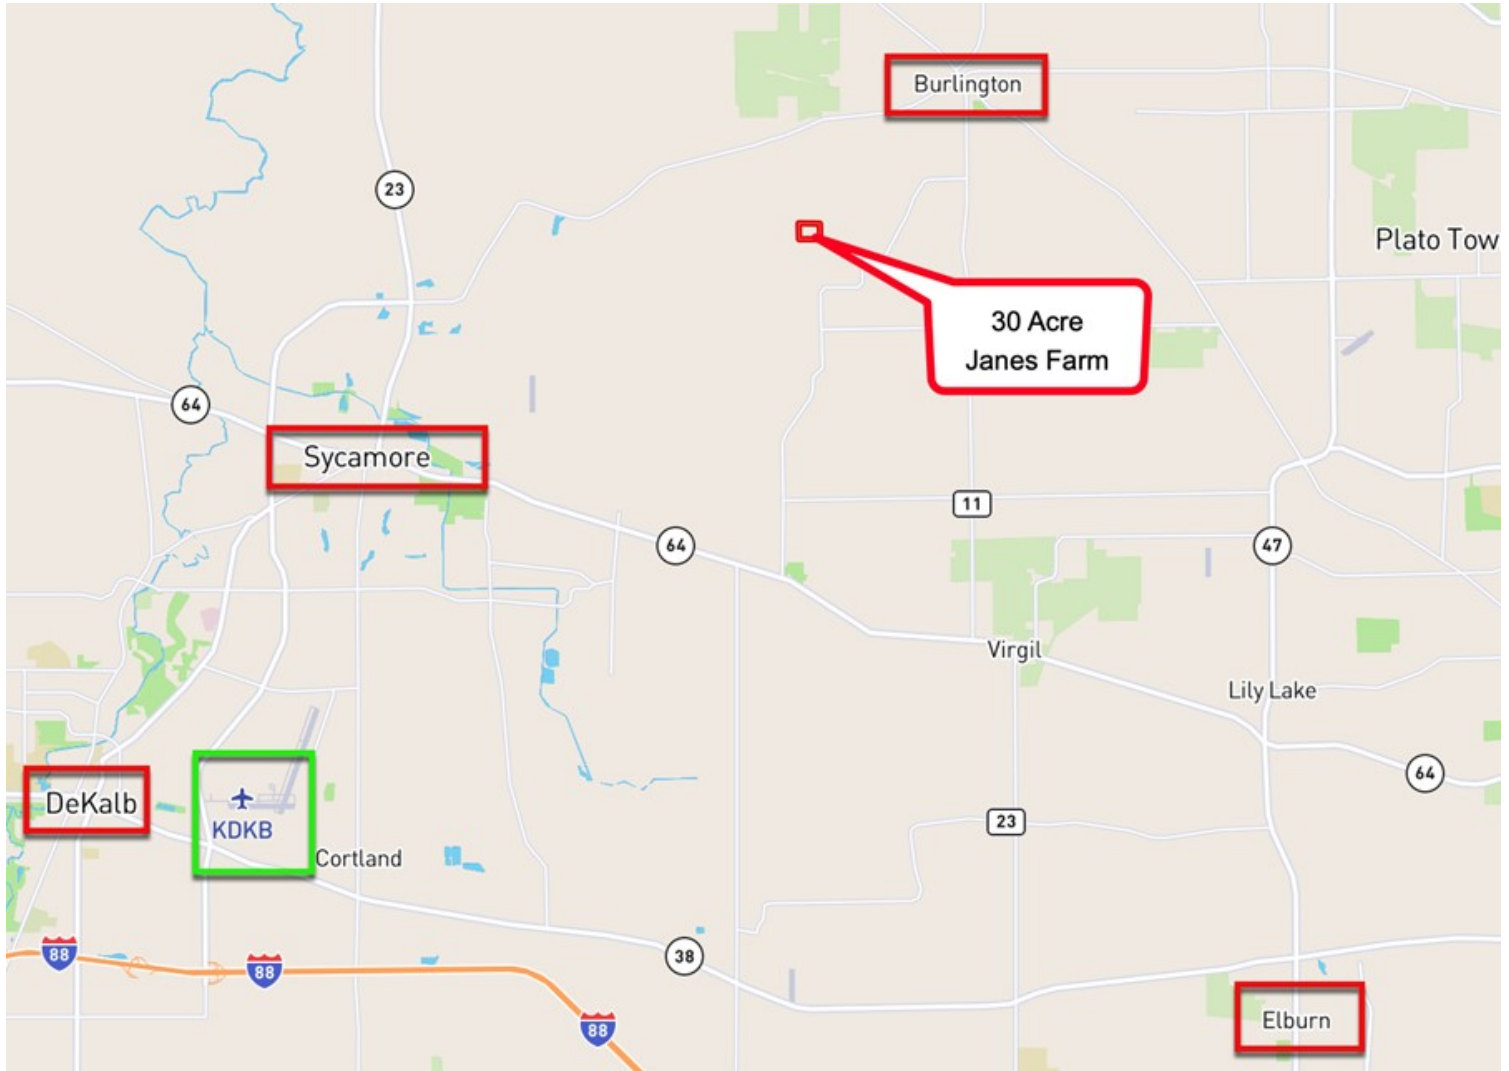 Burlington
23
Plato Tow
30 Acre
Janes Farm
64
Sycamore
11
64
47
Virgil
Lily Lake
64
DeKalb
KDKB
23
Cortland
88
88
38
88
Elburn